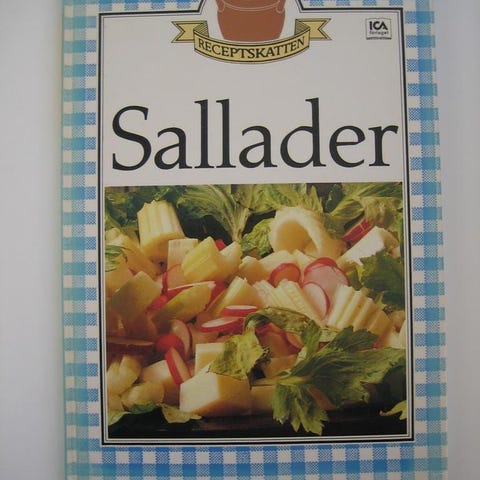 RECEPTSKATTEN
ICA
förlaget
Sallader